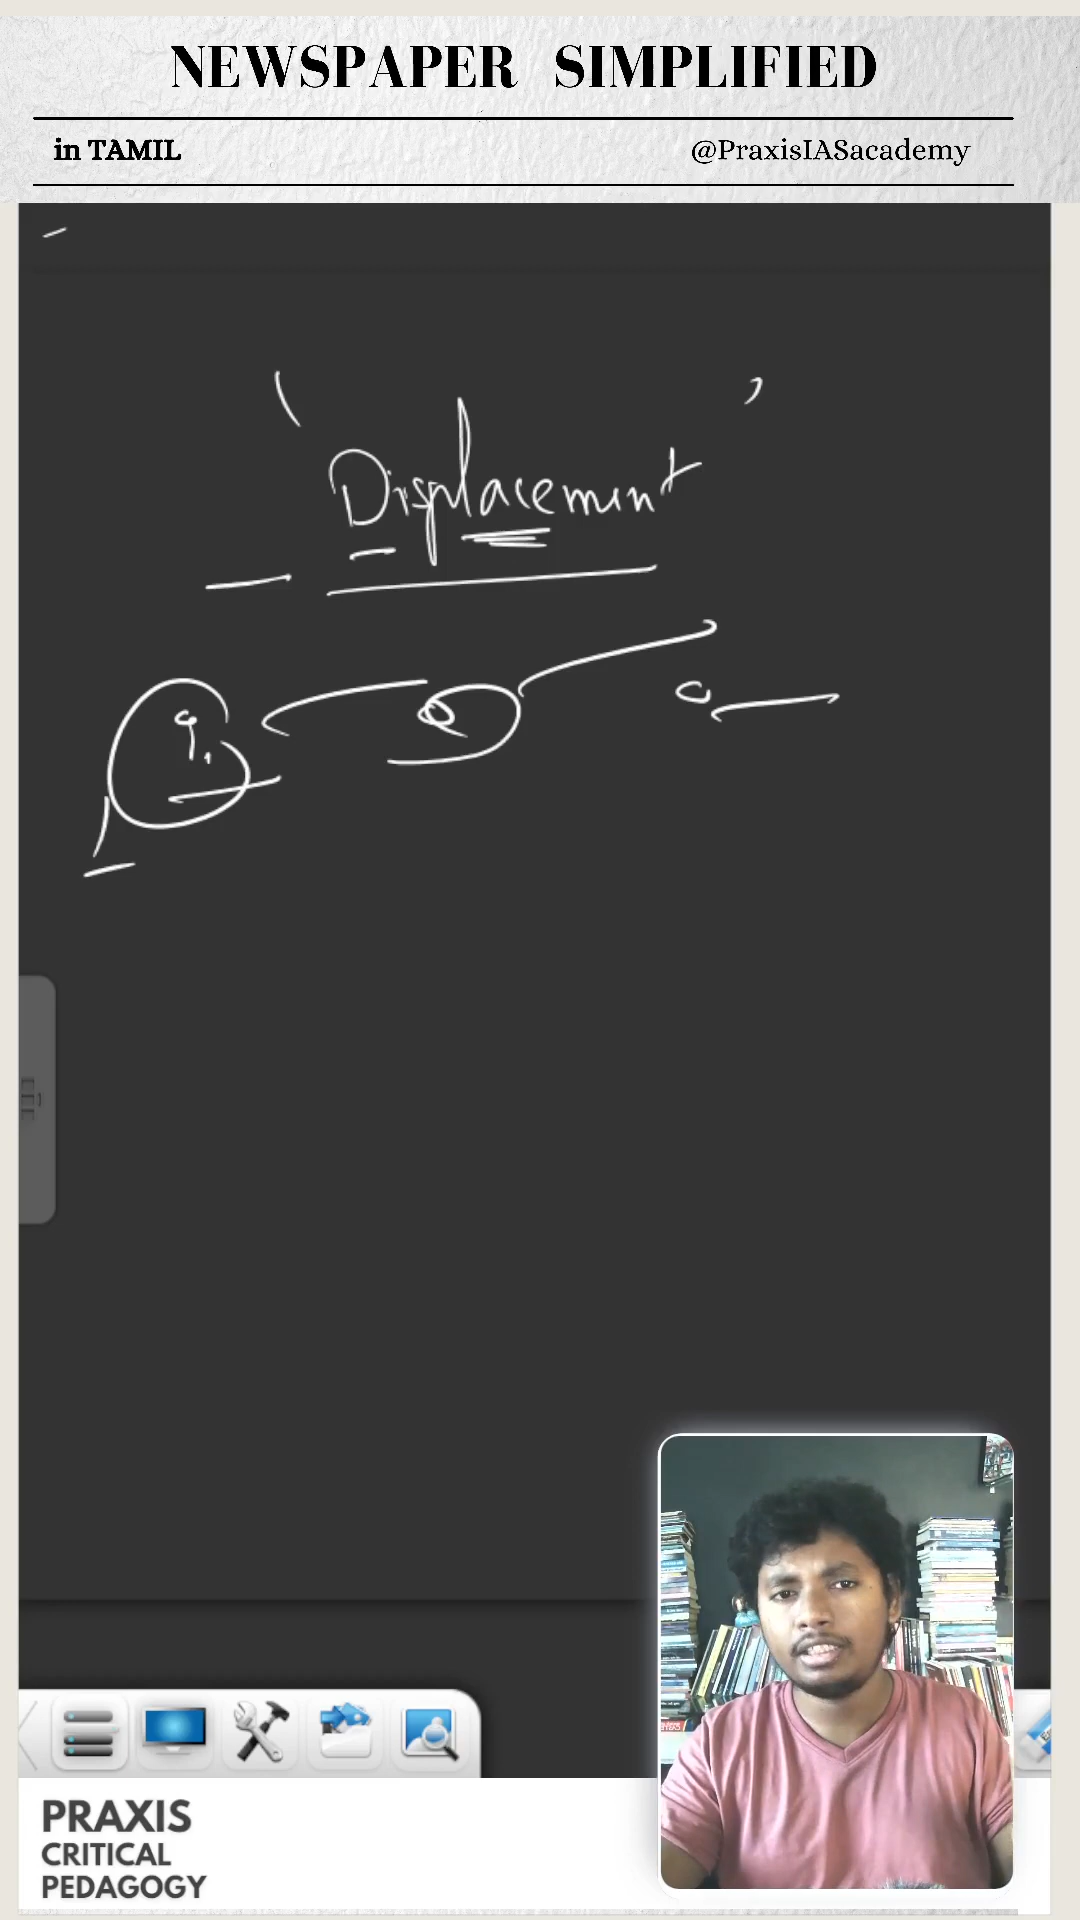 NEWSPAPER SIMPLIFIED
in TAMIL
@PraxisIASacademy
Displacement
PRAXIS
CRITICAL
PEDAGOGY